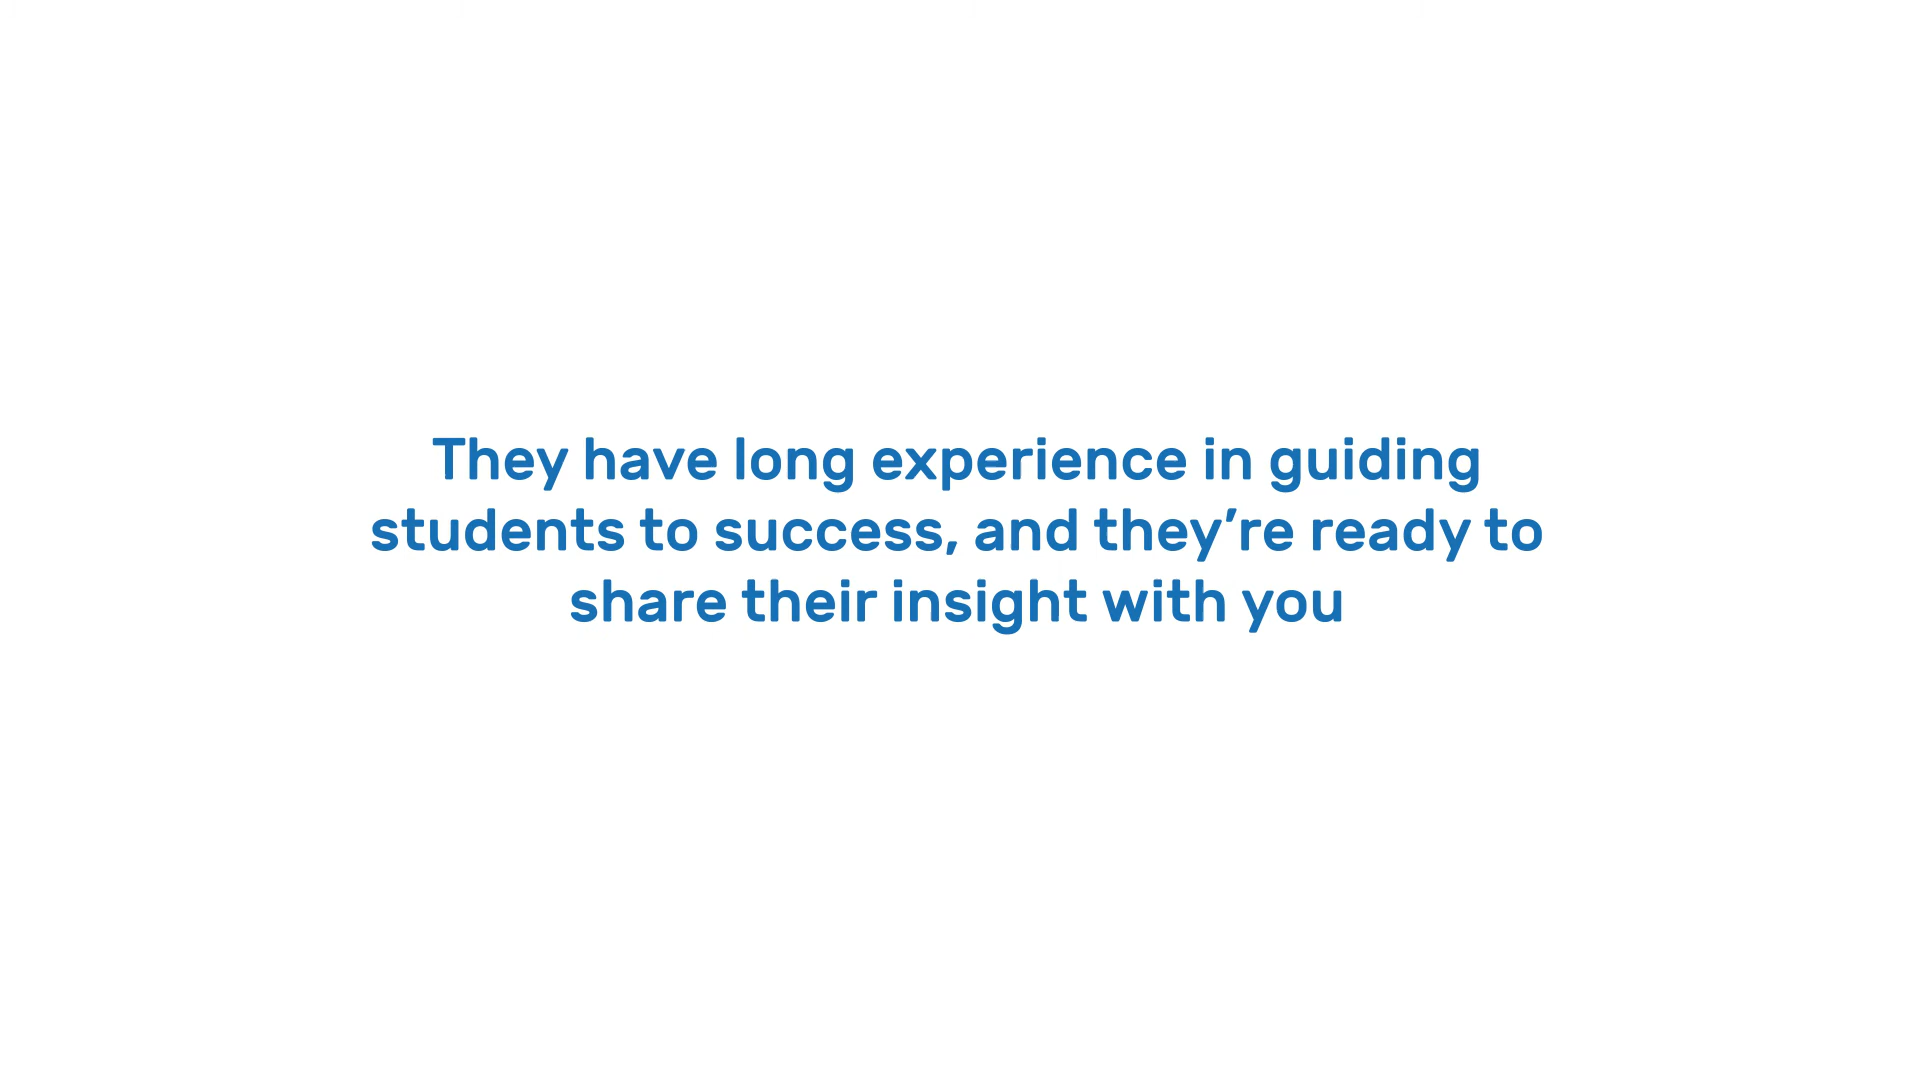 They have long experience in guiding
students to success, and they’re ready to
share their insight with you